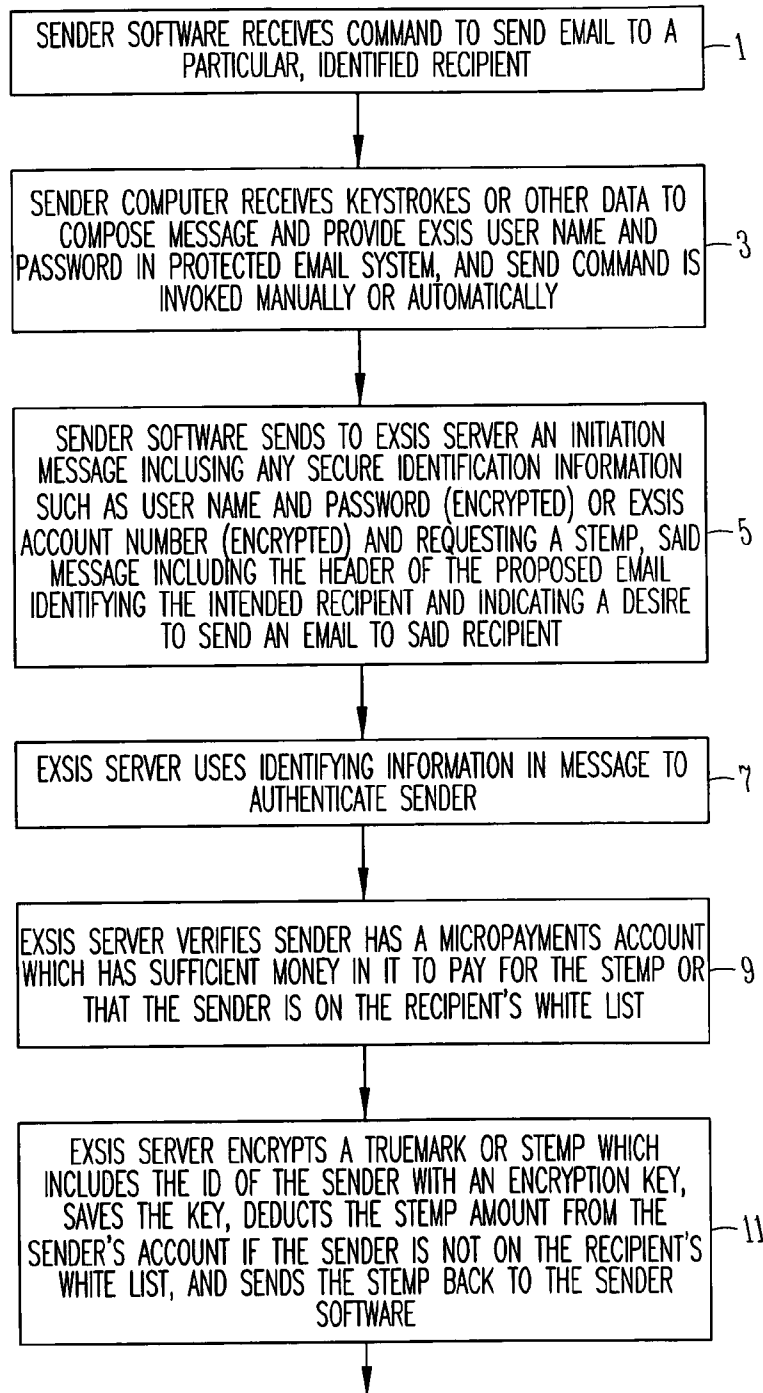 SENDER SOFTWARE RECEIVES COMMAND TO SEND EMAIL TO A
PARTICULAR, IDENTIFIED RECIPIENT
1
SENDER COMPUTER RECEIVES KEYSTROKES OR OTHER DATA TO
COMPOSE MESSAGE AND PROVIDE EXSIS USER NAME AND
PASSWORD IN PROTECTED EMAIL SYSTEM, AND SEND COMMAND IS
INVOKED MANUALLY OR AUTOMATICALLY
3
SENDER SOFTWARE SENDS TO EXSIS SERVER AN INITIATION
MESSAGE INCLUSING ANY SECURE IDENTIFICATION INFORMATION
SUCH AS USER NAME AND PASSWORD (ENCRYPTED) OR EXSIS
ACCOUNT NUMBER (ENCRYPTED) AND REQUESTING A STEMP, SAID
MESSAGE INCLUDING THE HEADER OF THE PROPOSED EMAIL
IDENTIFYING THE INTENDED RECIPIENT AND INDICATING A DESIRE
TO SEND AN EMAIL TO SAID RECIPIENT
5
EXSIS SERVER USES IDENTIFYING INFORMATION IN MESSAGE TO
AUTHENTICATE SENDER
7
EXSIS SERVER VERIFIES SENDER HAS A MICROPAYMENTS ACCOUNT
WHICH HAS SUFFICIENT MONEY IN IT TO PAY FOR THE STEMP OR
THAT THE SENDER IS ON THE RECIPIENT'S WHITE LIST
9
EXSIS SERVER ENCRYPTS A TRUEMARK OR STEMP WHICH
INCLUDES THE ID OF THE SENDER WITH AN ENCRYPTION KEY,
SAVES THE KEY, DEDUCTS THE STEMP AMOUNT FROM THE
SENDER'S ACCOUNT IF THE SENDER IS NOT ON THE RECIPIENT'S
WHITE LIST, AND SENDS THE STEMP BACK TO THE SENDER
SOFTWARE
11